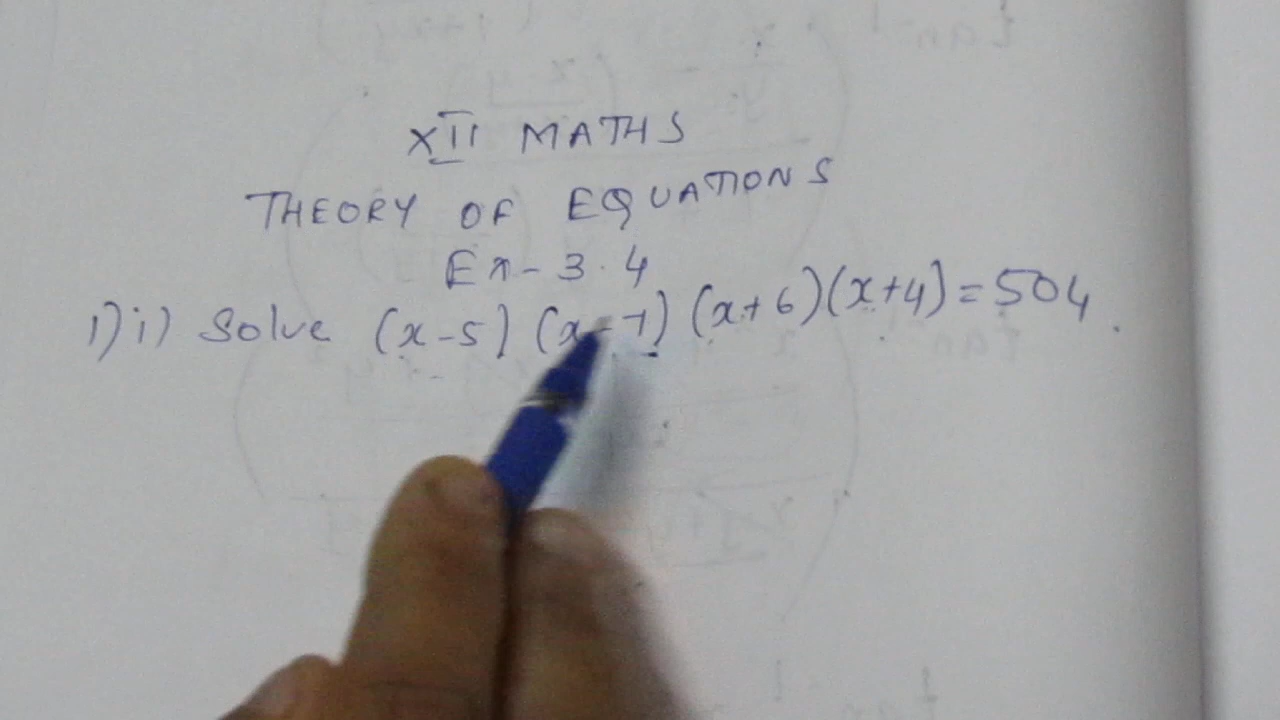 XII MATHS
THEORY OF EQUATIONS
Ex-3.4
1) i) Solve (x-5) (x-7) (x+6)(x+4)=504.